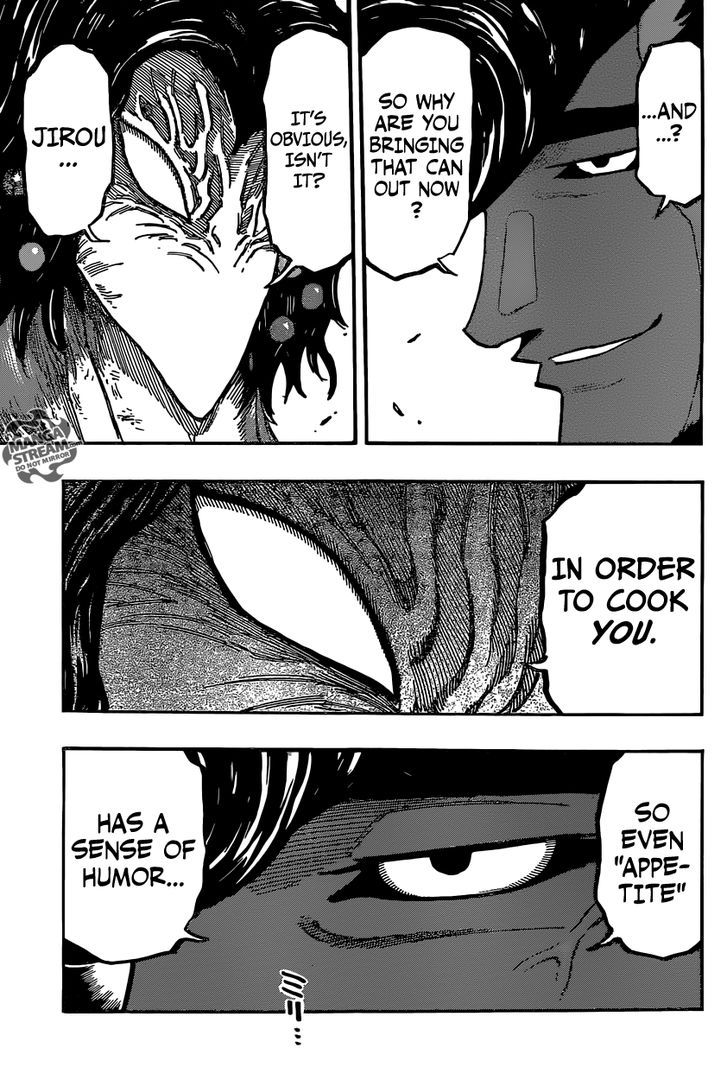 ...AND
...?
SO WHY
ARE YOU
BRINGING
THAT CAN
OUT NOW
?
IT'S
OBVIOUS,
ISN'T
IT?
JIROU
...
MANGA
STREAM.com
DO NOT MIRROR
IN ORDER
TO COOK
YOU.
SO
EVEN
"APPE-
TITE"
HAS A
SENSE OF
HUMOR...